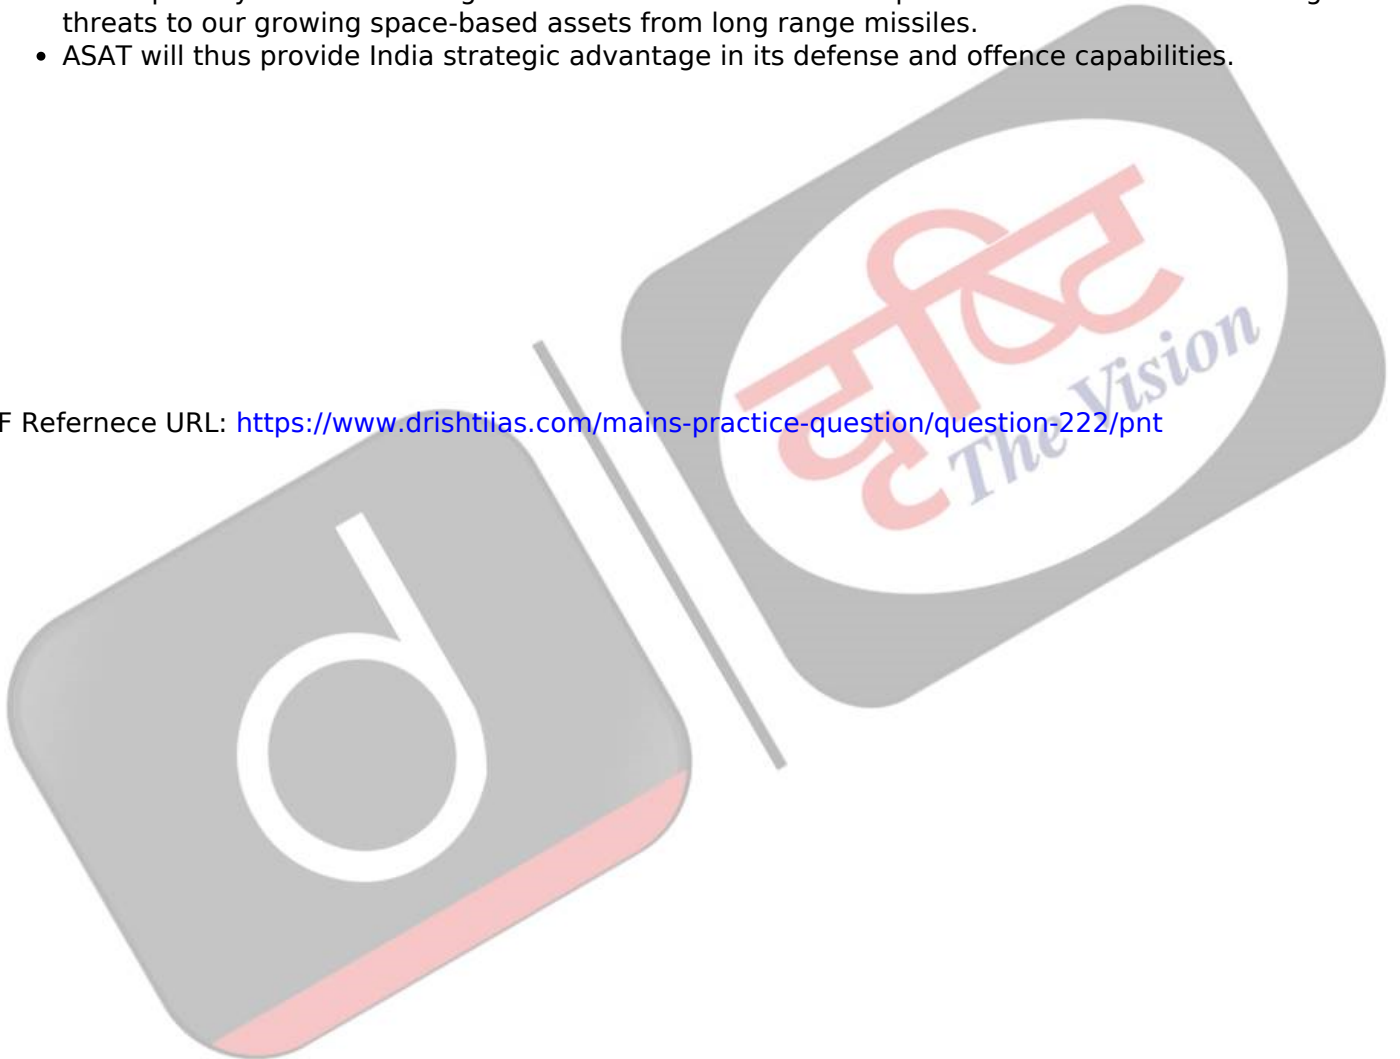 threats to our growing space-based assets from long range missiles.
• ASAT will thus provide India strategic advantage in its defense and offence capabilities.
दृष्टि
The Vision
F Refernece URL: https://www.drishtiias.com/mains-practice-question/question-222/pnt
d